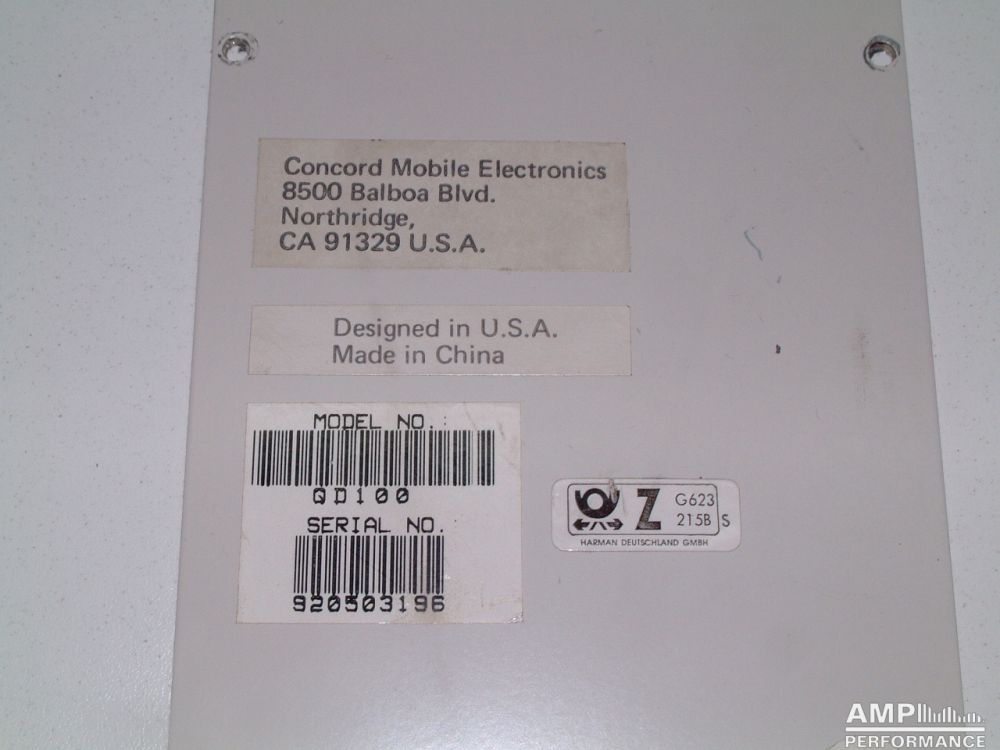 Concord Mobile Electronics
8500 Balboa Blvd.
Northridge,
CA 91329 U.S.A.
Designed in U.S.A.
Made in China
MODEL NO.:
QD100
SERIAL NO.
920503196
Z G623
215B S
HARMAN DEUTSCHLAND GMBH
AMP
PERFORMANCE